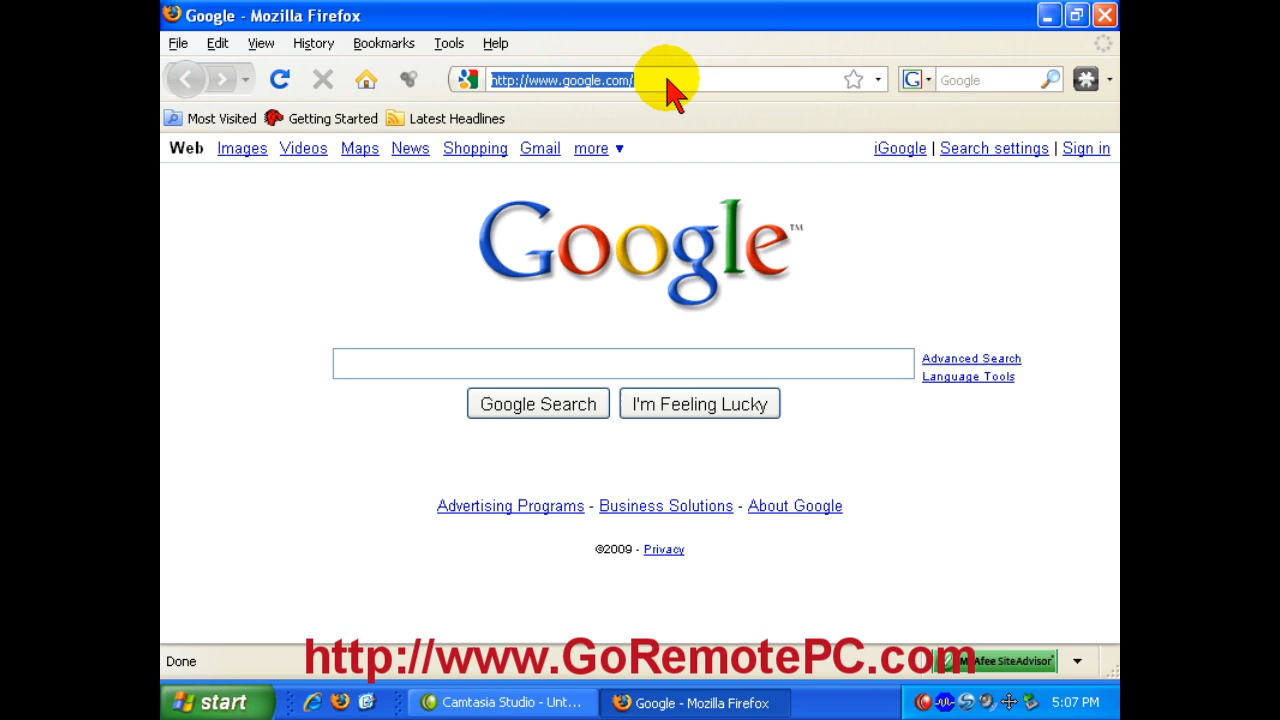 Google - Mozilla Firefox
File Edit View History Bookmarks Tools Help
http://www.google.com/ Google
Most Visited Getting Started Latest Headlines
Web Images Videos Maps News Shopping Gmail more ▼ iGoogle | Search settings | Sign in
Google™
Advanced Search
Language Tools
Google Search I'm Feeling Lucky
Advertising Programs - Business Solutions - About Google
©2009 - Privacy
http://www.GoRemotePC.com
Done McAfee SiteAdvisor
start Camtasia Studio - Unt... Google - Mozilla Firefox 5:07 PM